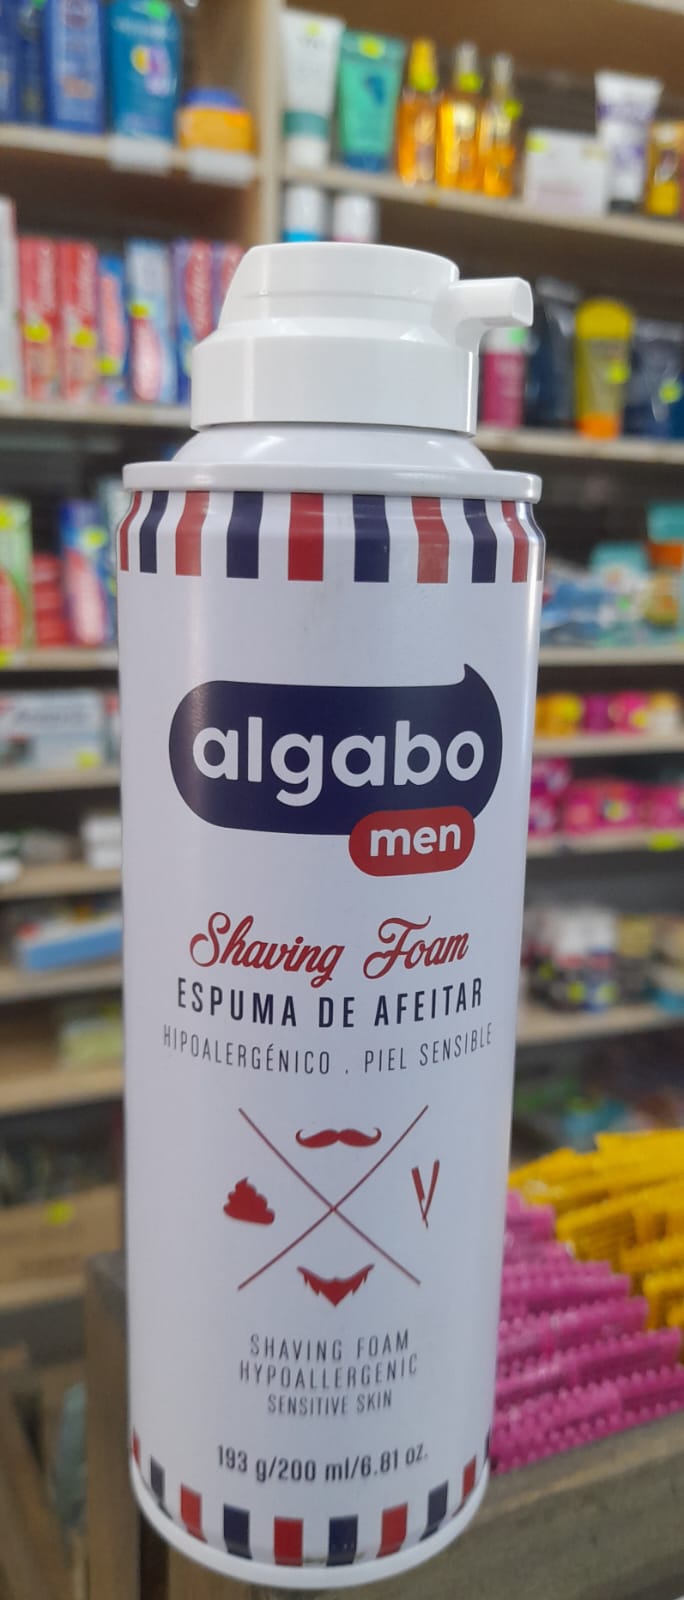 algabo
men
Shaving Foam
ESPUMA DE AFEITAR
HIPOALERGÉNICO . PIEL SENSIBLE
SHAVING FOAM
HYPOALLERGENIC
SENSITIVE SKIN
193 g/200 ml/6.81 oz.